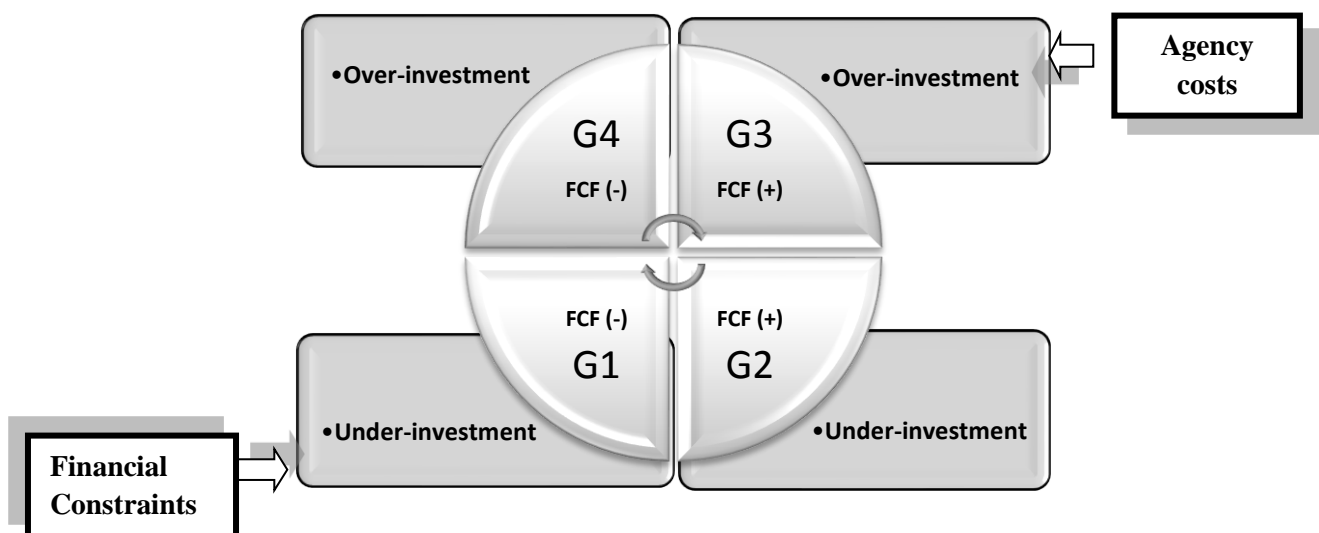 •Over-investment
•Over-investment
Agency
costs
G4
G3
FCF (-)
FCF (+)
FCF (-)
FCF (+)
G1
G2
•Under-investment
•Under-investment
Financial
Constraints